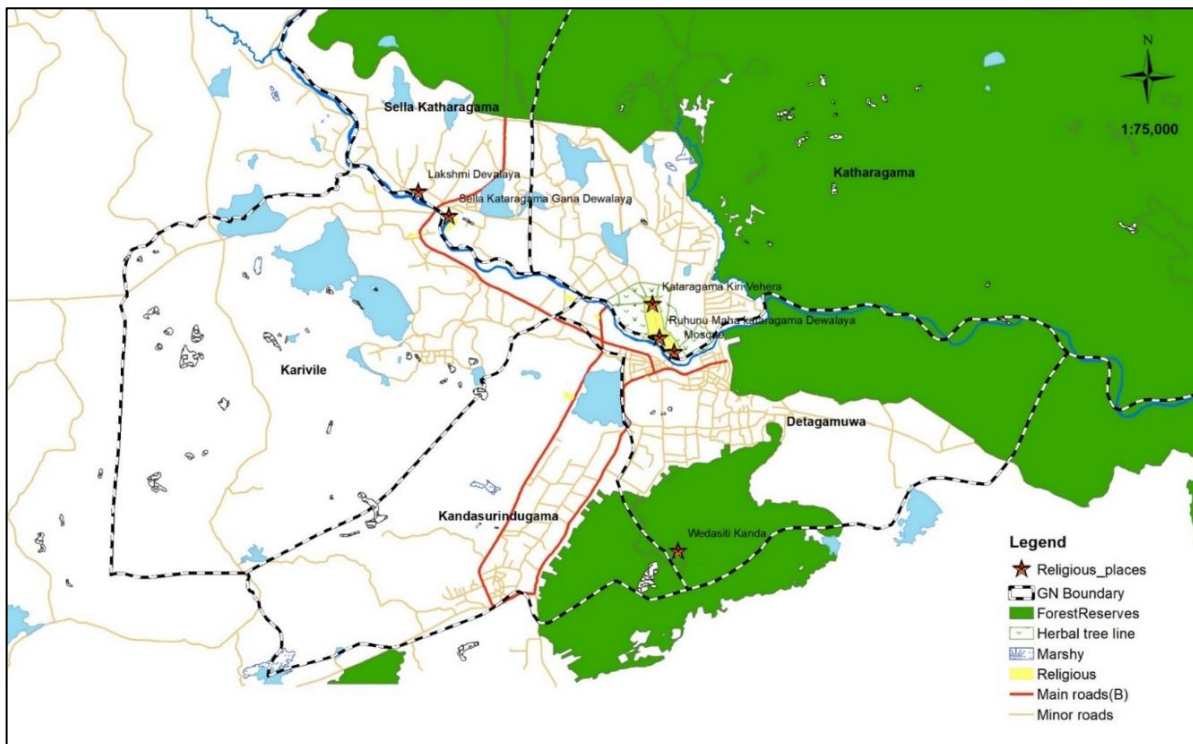 N
1:75,000
Sella Katharagama
Katharagama
Lakshmi Devalaya
Sella Kataragama Gana Dewalaya
Kataragama Kiri Vehera
Ruhunu Maha kataragama Dewalaya
Mosque
Karivile
Detagamuwa
Kandasurindugama
Wedasiti Kanda
Legend
Religious_places
GN Boundary
ForestReserves
Herbal tree line
Marshy
Religious
Main roads(B)
Minor roads